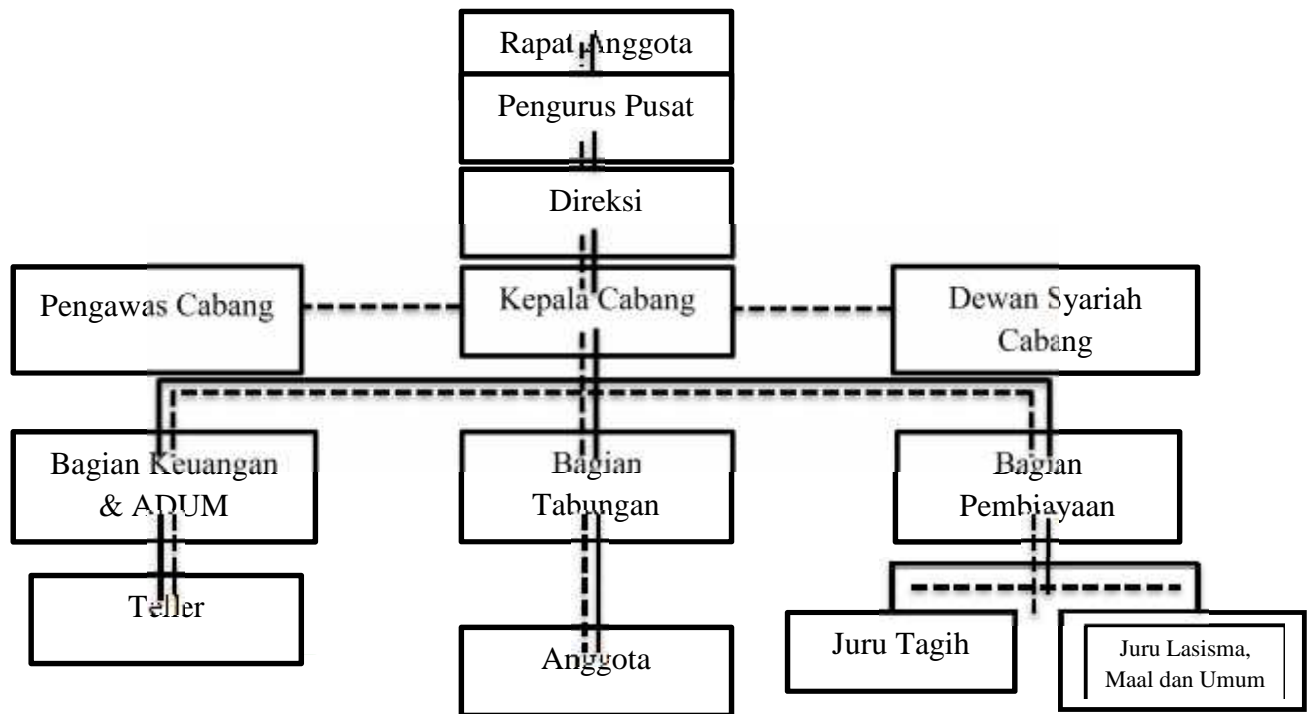 Rapat Anggota
Pengurus Pusat
Direksi
Pengawas Cabang
Kepala Cabang
Dewan Syariah
Cabang
Bagian Keuangan
& ADUM
Bagian
Tabungan
Bagian
Pembiayaan
Teller
Anggota
Juru Tagih
Juru Lasisma,
Maal dan Umum